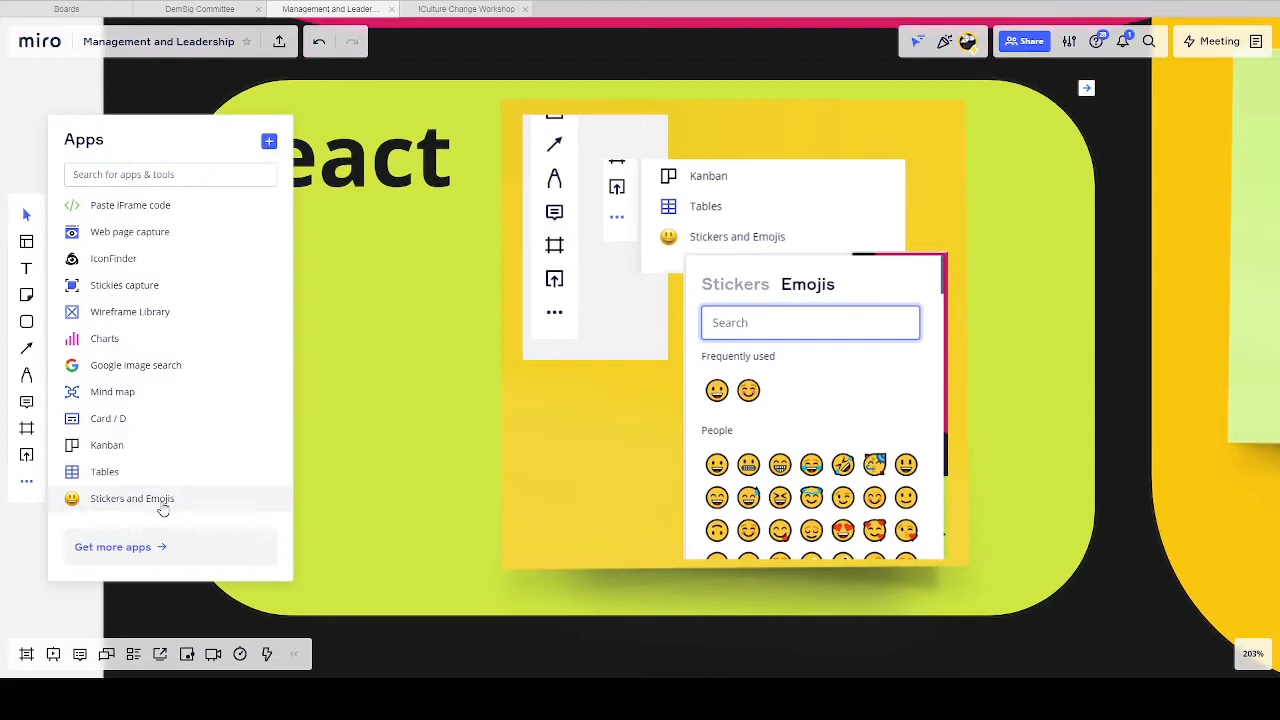 Boards
DemSig Committee
Management and Leader...
!Culture Change Workshop
miro
Management and Leadership
28
1
Share
Meeting
Apps
Search for apps & tools
Paste iFrame code
Web page capture
IconFinder
Stickies capture
Wireframe Library
Charts
Google image search
Mind map
Card / D
Kanban
Tables
Stickers and Emojis
Get more apps
eact
Kanban
Tables
Stickers and Emojis
Stickers Emojis
Search
Frequently used
People
203%